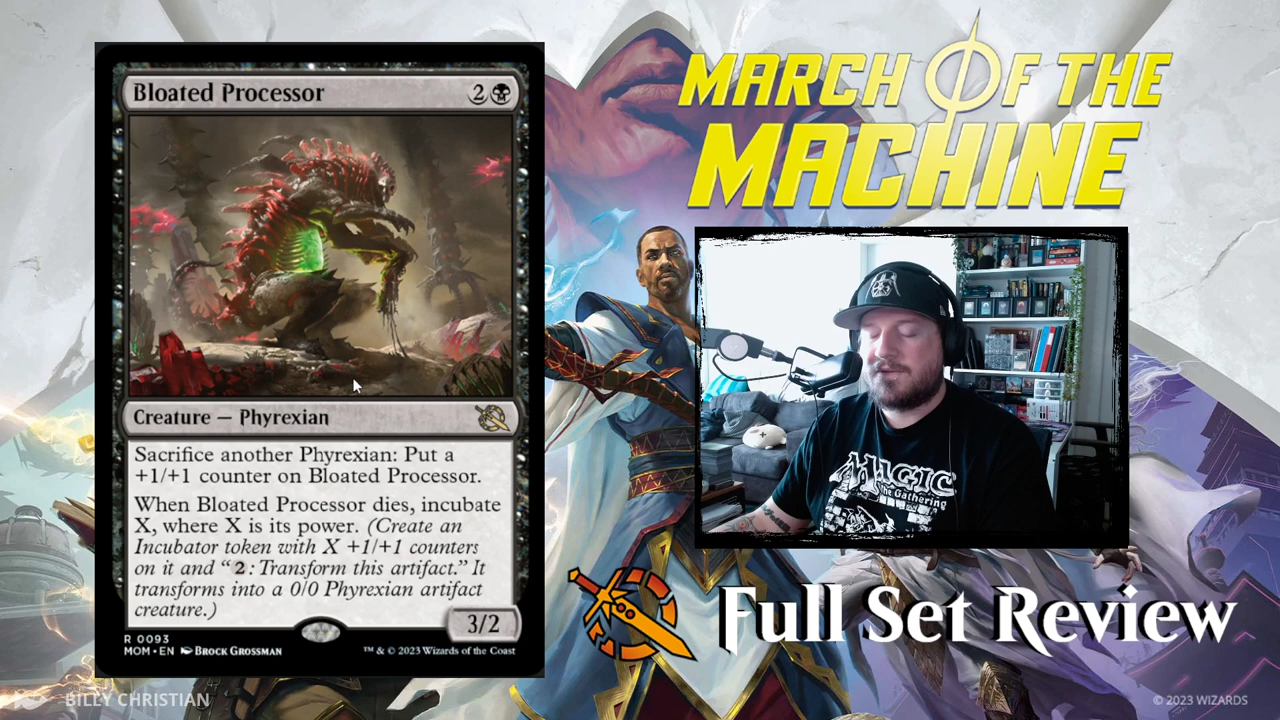 Bloated Processor
2
Creature — Phyrexian
Sacrifice another Phyrexian: Put a
+1/+1 counter on Bloated Processor.
When Bloated Processor dies, incubate
X, where X is its power. (Create an
Incubator token with X +1/+1 counters
on it and “2: Transform this artifact.” It
transforms into a 0/0 Phyrexian artifact
creature.)
3/2
R 0093
MOM • EN BROCK GROSSMAN
™ & © 2023 Wizards of the Coast
MARCH OF THE
MACHINE
MAGIC
The Gathering
Full Set Review
BILLY CHRISTIAN
© 2023 WIZARDS